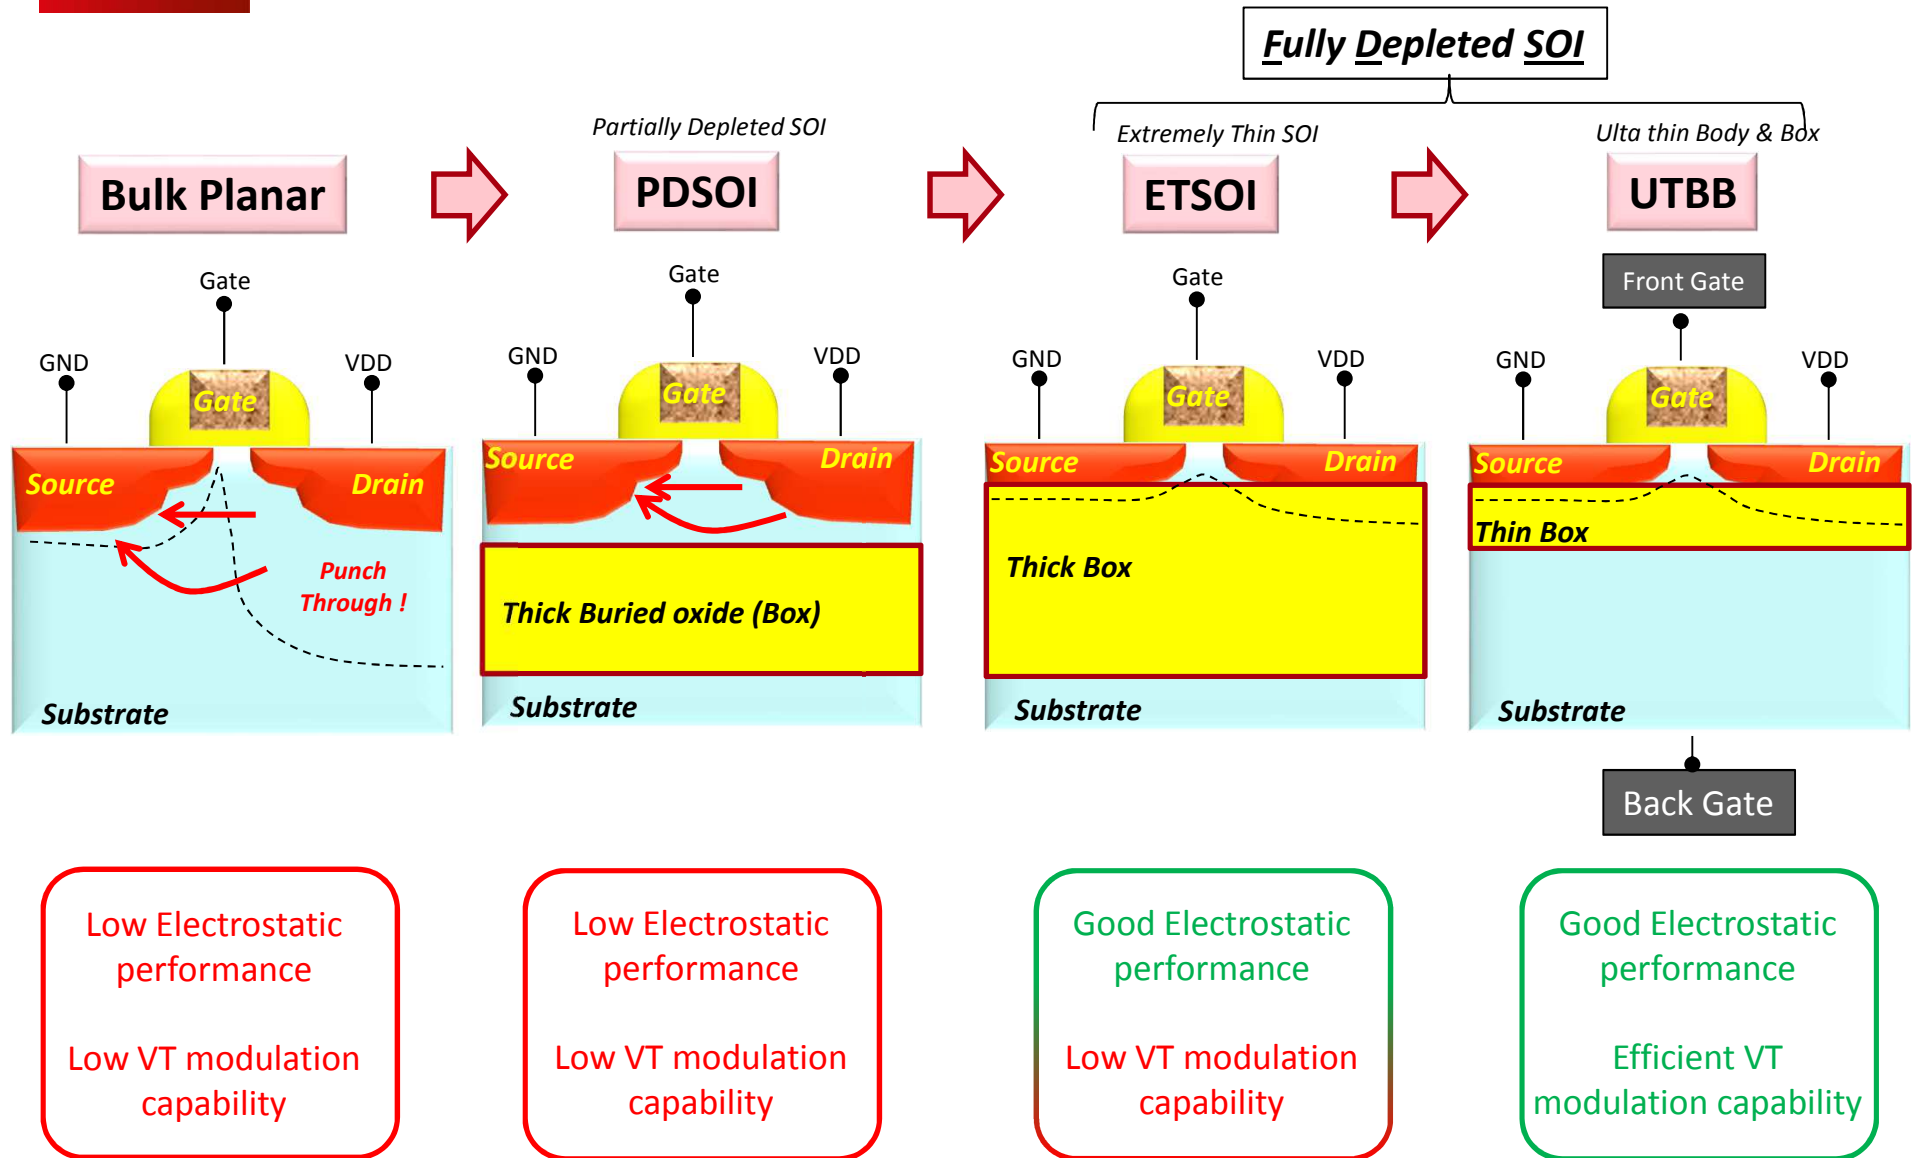 Fully Depleted SOI
Partially Depleted SOI
Extremely Thin SOI
Ulta thin Body & Box
Bulk Planar
PDSOI
ETSOI
UTBB
Gate
GND
VDD
Gate
Source
Drain
Punch
Through !
Substrate
Gate
GND
VDD
Gate
Source
Drain
Thick Buried oxide (Box)
Substrate
Gate
GND
VDD
Gate
Source
Drain
Thick Box
Substrate
Front Gate
GND
VDD
Gate
Source
Drain
Thin Box
Substrate
Back Gate
Low Electrostatic
performance
Low VT modulation
capability
Low Electrostatic
performance
Low VT modulation
capability
Good Electrostatic
performance
Low VT modulation
capability
Good Electrostatic
performance
Efficient VT
modulation capability